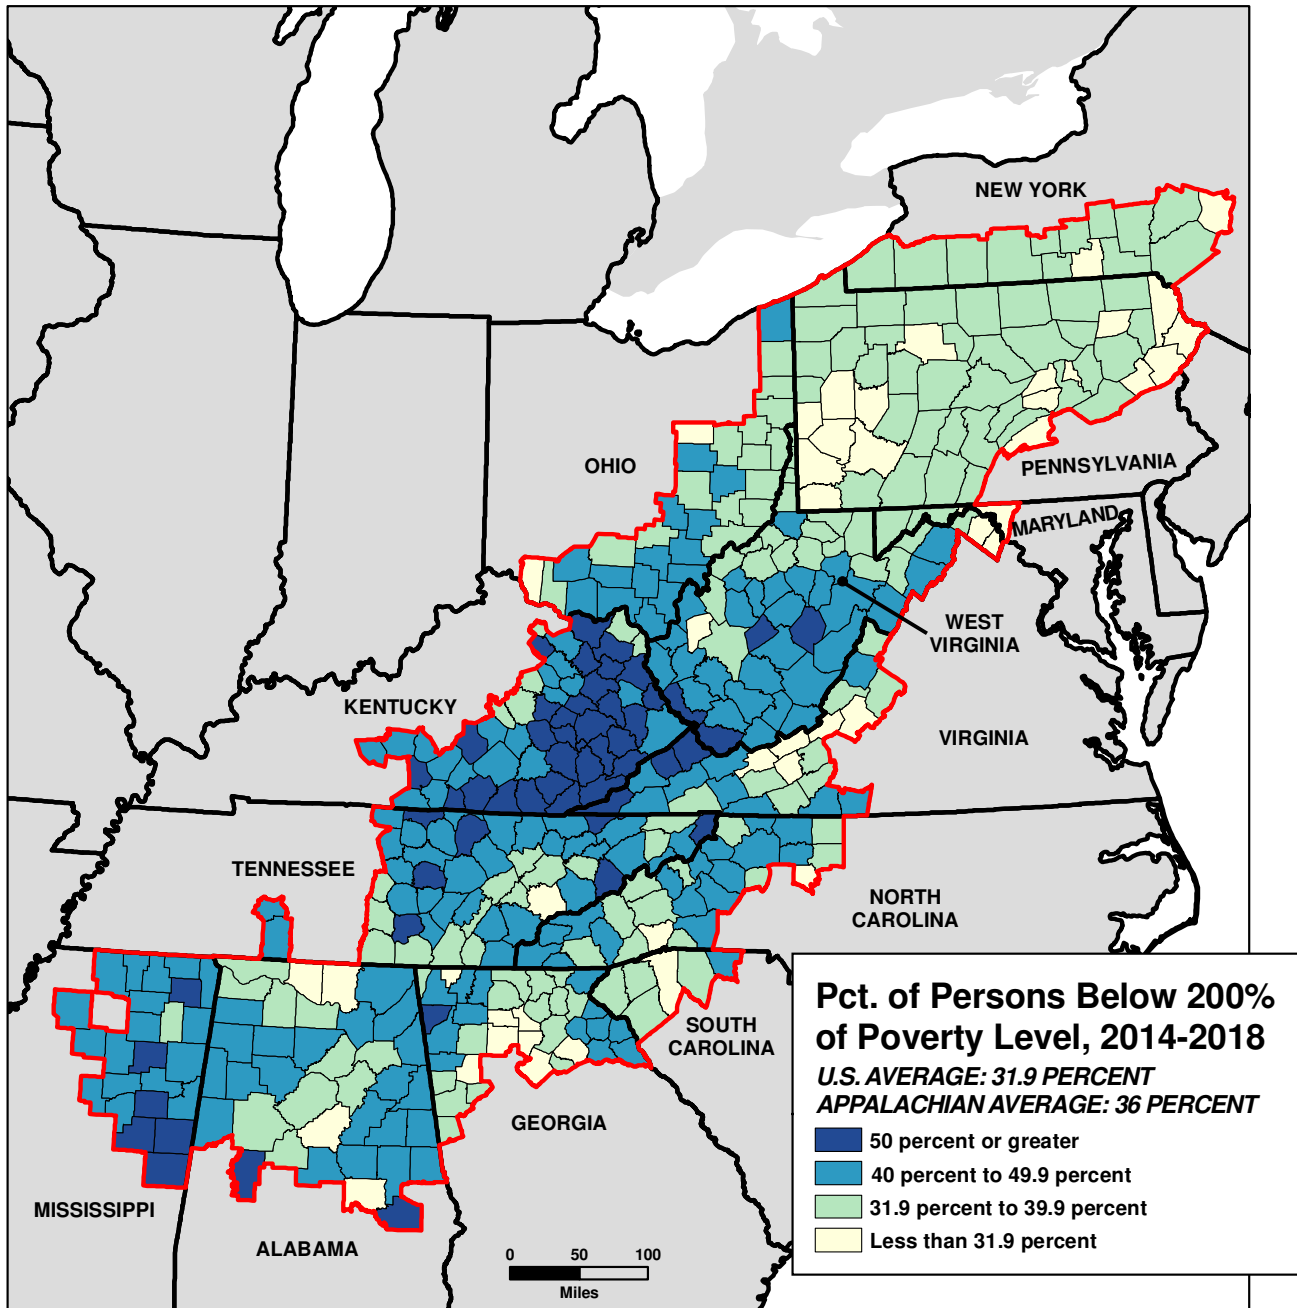 NEW YORK
OHIO
PENNSYLVANIA
MARYLAND
WEST
VIRGINIA
KENTUCKY
VIRGINIA
TENNESSEE
NORTH
CAROLINA
SOUTH
CAROLINA
GEORGIA
MISSISSIPPI
ALABAMA
0 50 100
Miles
Pct. of Persons Below 200%
of Poverty Level, 2014-2018
U.S. AVERAGE: 31.9 PERCENT
APPALACHIAN AVERAGE: 36 PERCENT
50 percent or greater
40 percent to 49.9 percent
31.9 percent to 39.9 percent
Less than 31.9 percent